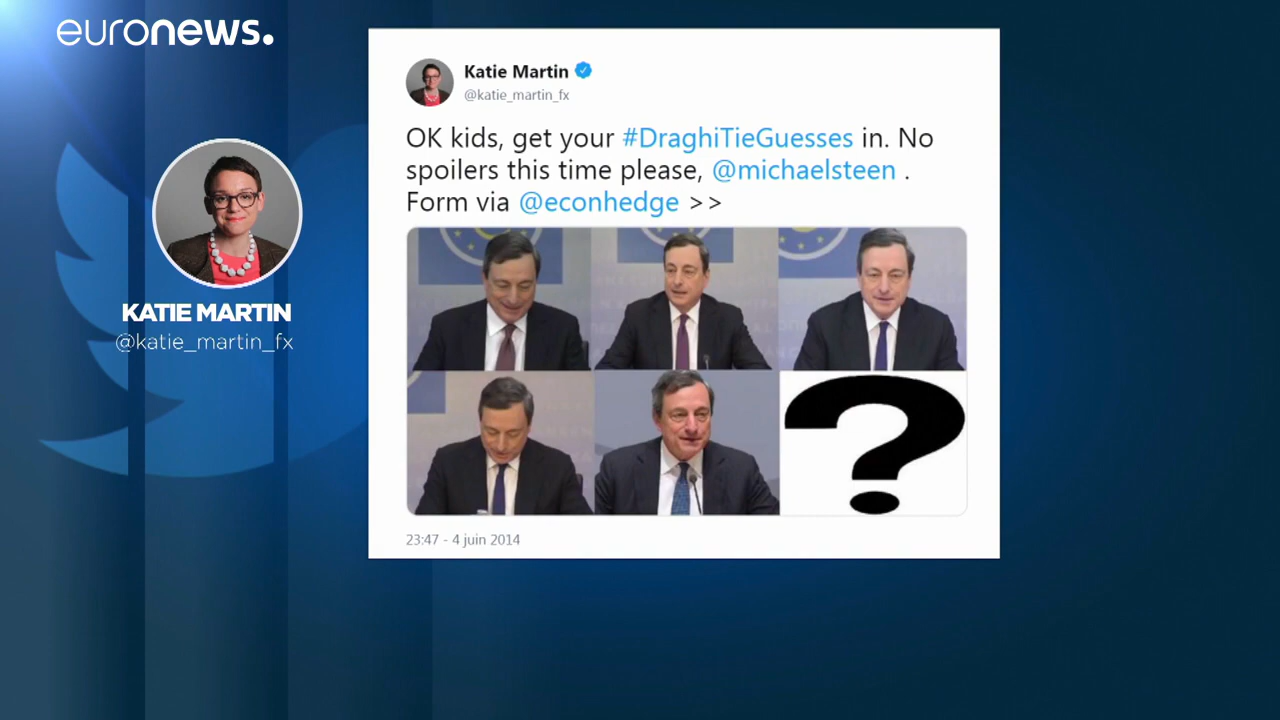 euronews.
Katie Martin
@katie_martin_fx
OK kids, get your #DraghiTieGuesses in. No
spoilers this time please, @michaelsteen .
Form via @econhedge >>
?
23:47 - 4 juin 2014
KATIE MARTIN
@katie_martin_fx